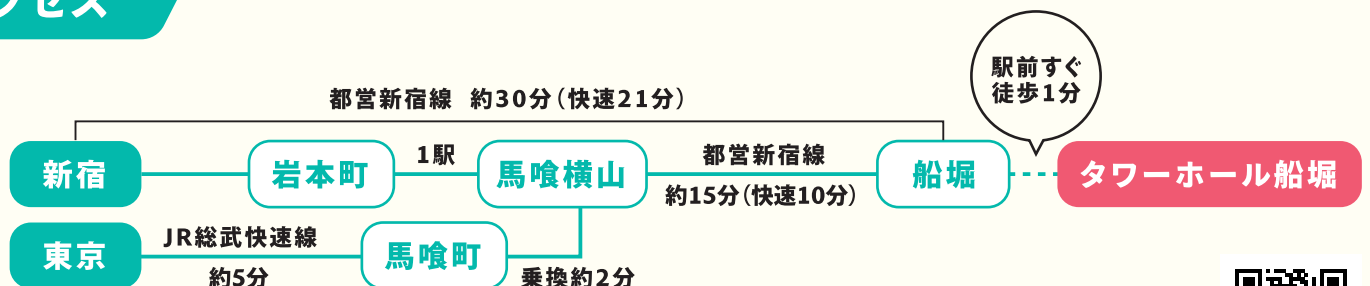 セス
都営新宿線 約30分（快速21分）
駅前すぐ
徒歩1分
新宿
岩本町
1駅
馬喰横山
都営新宿線
約15分（快速10分）
船堀
タワーホール船堀
東京
JR総武快速線
約5分
馬喰町
乗換約2分